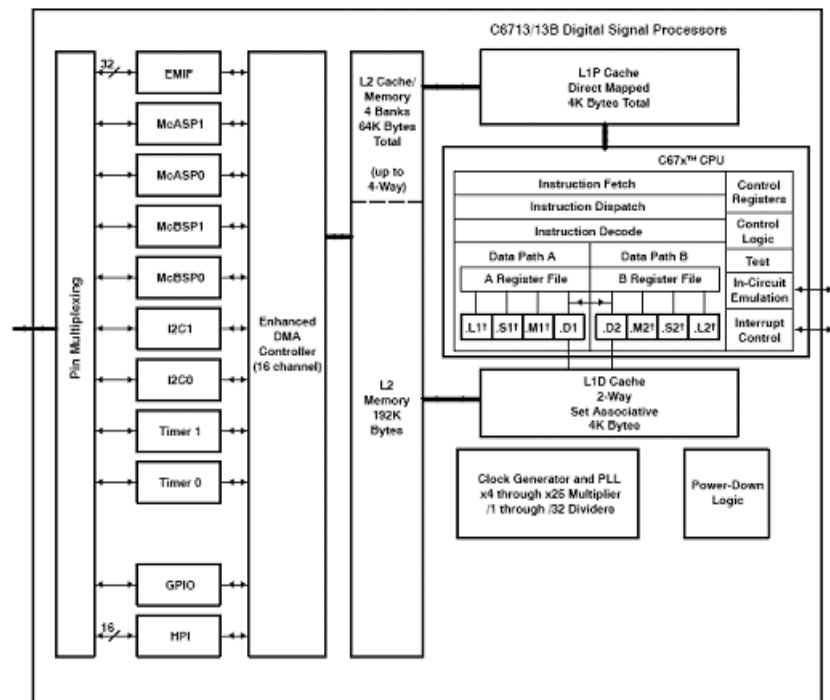 C6713/13B Digital Signal Processors
Pin Multiplexing
32
EMIF
McASP1
McASP0
McBSP1
McBSP0
I2C1
I2C0
Timer 1
Timer 0
GPIO
16
HPI
Enhanced
DMA
Controller
(16 channel)
L2 Cache/
Memory
4 Banks
64K Bytes
Total
(up to
4-Way)
L2
Memory
192K
Bytes
L1P Cache
Direct Mapped
4K Bytes Total
C67x™ CPU
Instruction Fetch
Instruction Dispatch
Instruction Decode
Data Path A
Data Path B
A Register File
B Register File
.L1† .S1† .M1† .D1
.D2 .M2† .S2† .L2†
Control
Registers
Control
Logic
Test
In-Circuit
Emulation
Interrupt
Control
L1D Cache
2-Way
Set Associative
4K Bytes
Clock Generator and PLL
x4 through x25 Multiplier
/1 through /32 Dividers
Power-Down
Logic